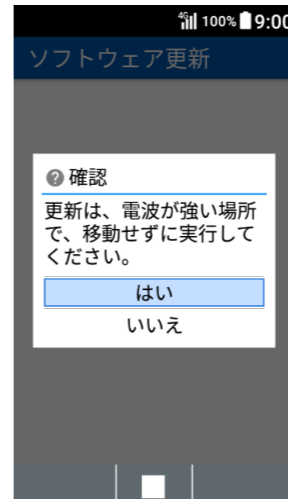 4G 100% 9:00
ソフトウェア更新
確認
更新は、電波が強い場所
で、移動せずに実行して
ください。
はい
いいえ